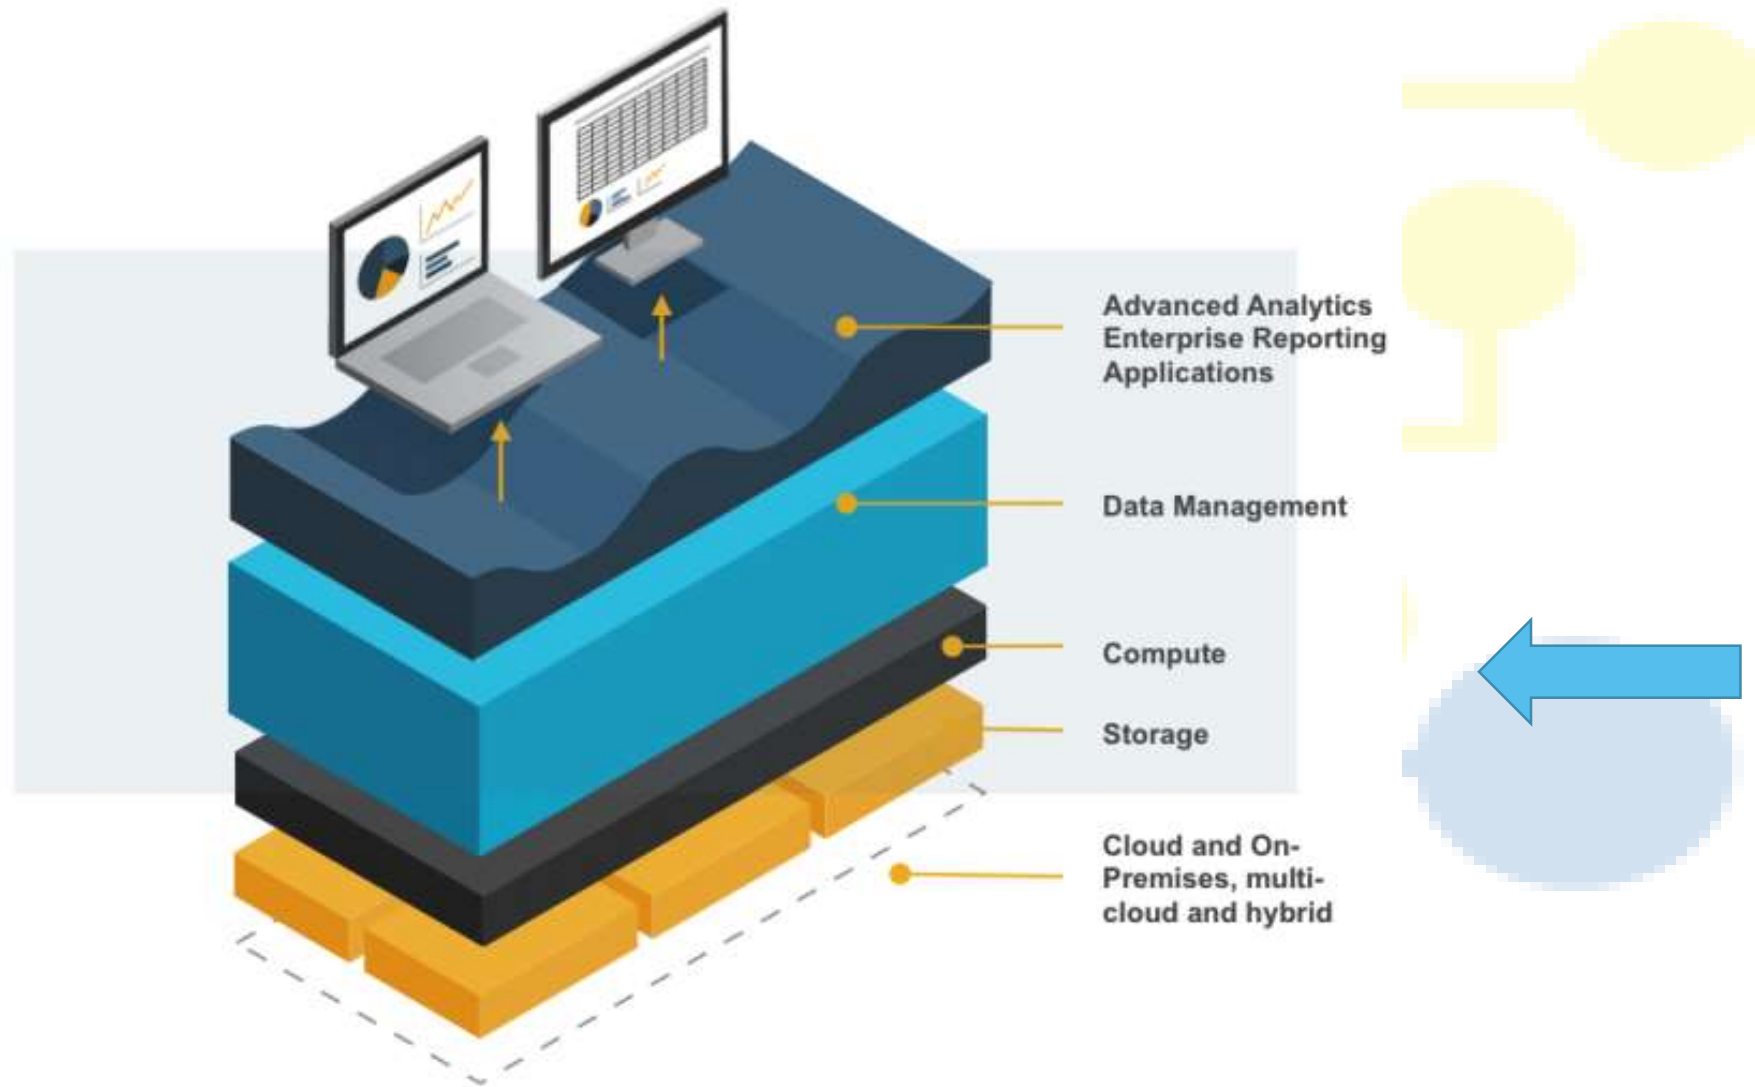 Advanced Analytics
Enterprise Reporting
Applications
Data Management
Compute
Storage
Cloud and On-
Premises, multi-
cloud and hybrid